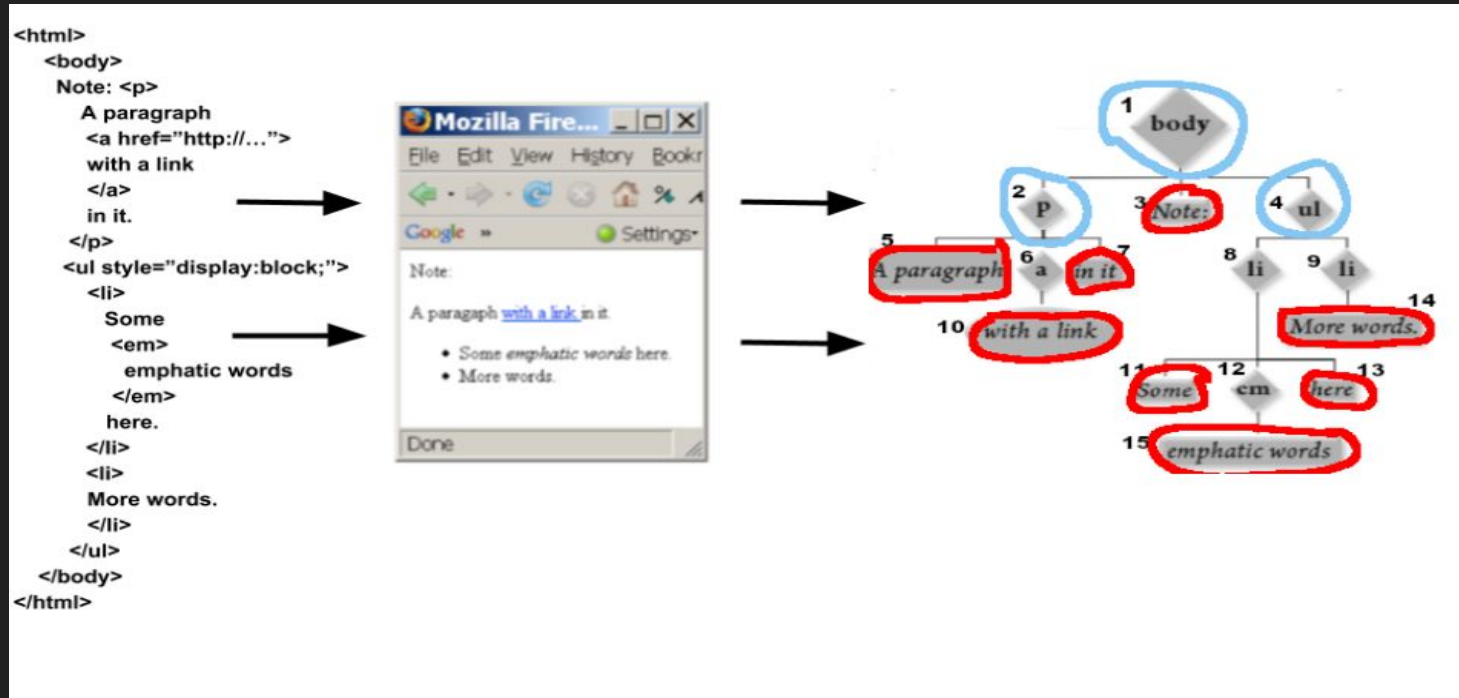 <html>
<body>
Note: <p>
A paragraph
<a href=”http://…”>
with a link
</a>
in it.
</p>
<ul style=”display:block;”>
<li>
Some
<em>
emphatic words
</em>
here.
</li>
<li>
More words.
</li>
</ul>
</body>
</html>
Mozilla Fire...
File Edit View History Bookr
Google »
Settings
Note:
A paragaph with a link in it.
• Some emphatic words here.
• More words.
Done
1 body
2 P
3 Note:
4 ul
5 A paragraph
6 a
7 in it
8 li
9 li
10 with a link
14 More words.
11 Some
12 em
13 here
15 emphatic words